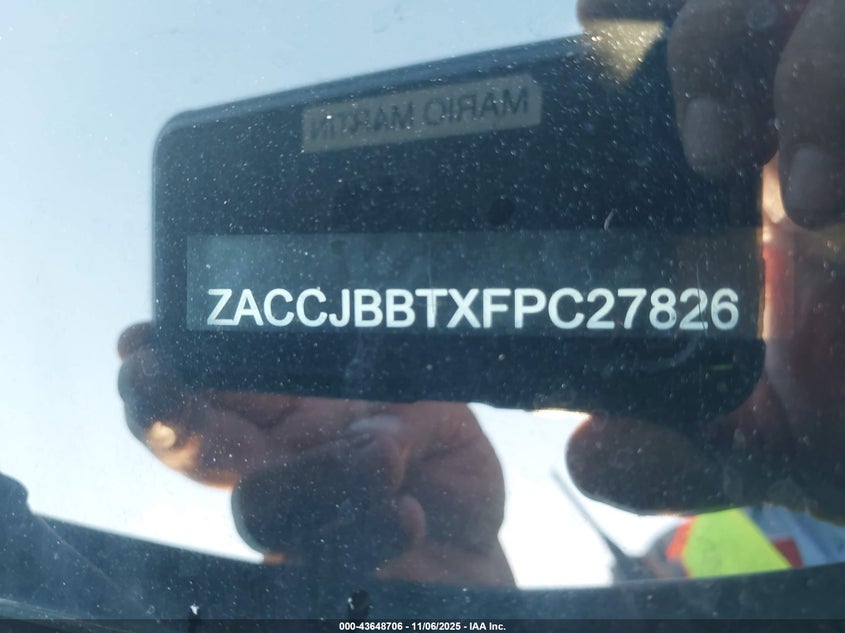 MARIO MARTIN
ZACCJBBTXFPC27826
000-43648706 - 11/06/2025 - IAA Inc.